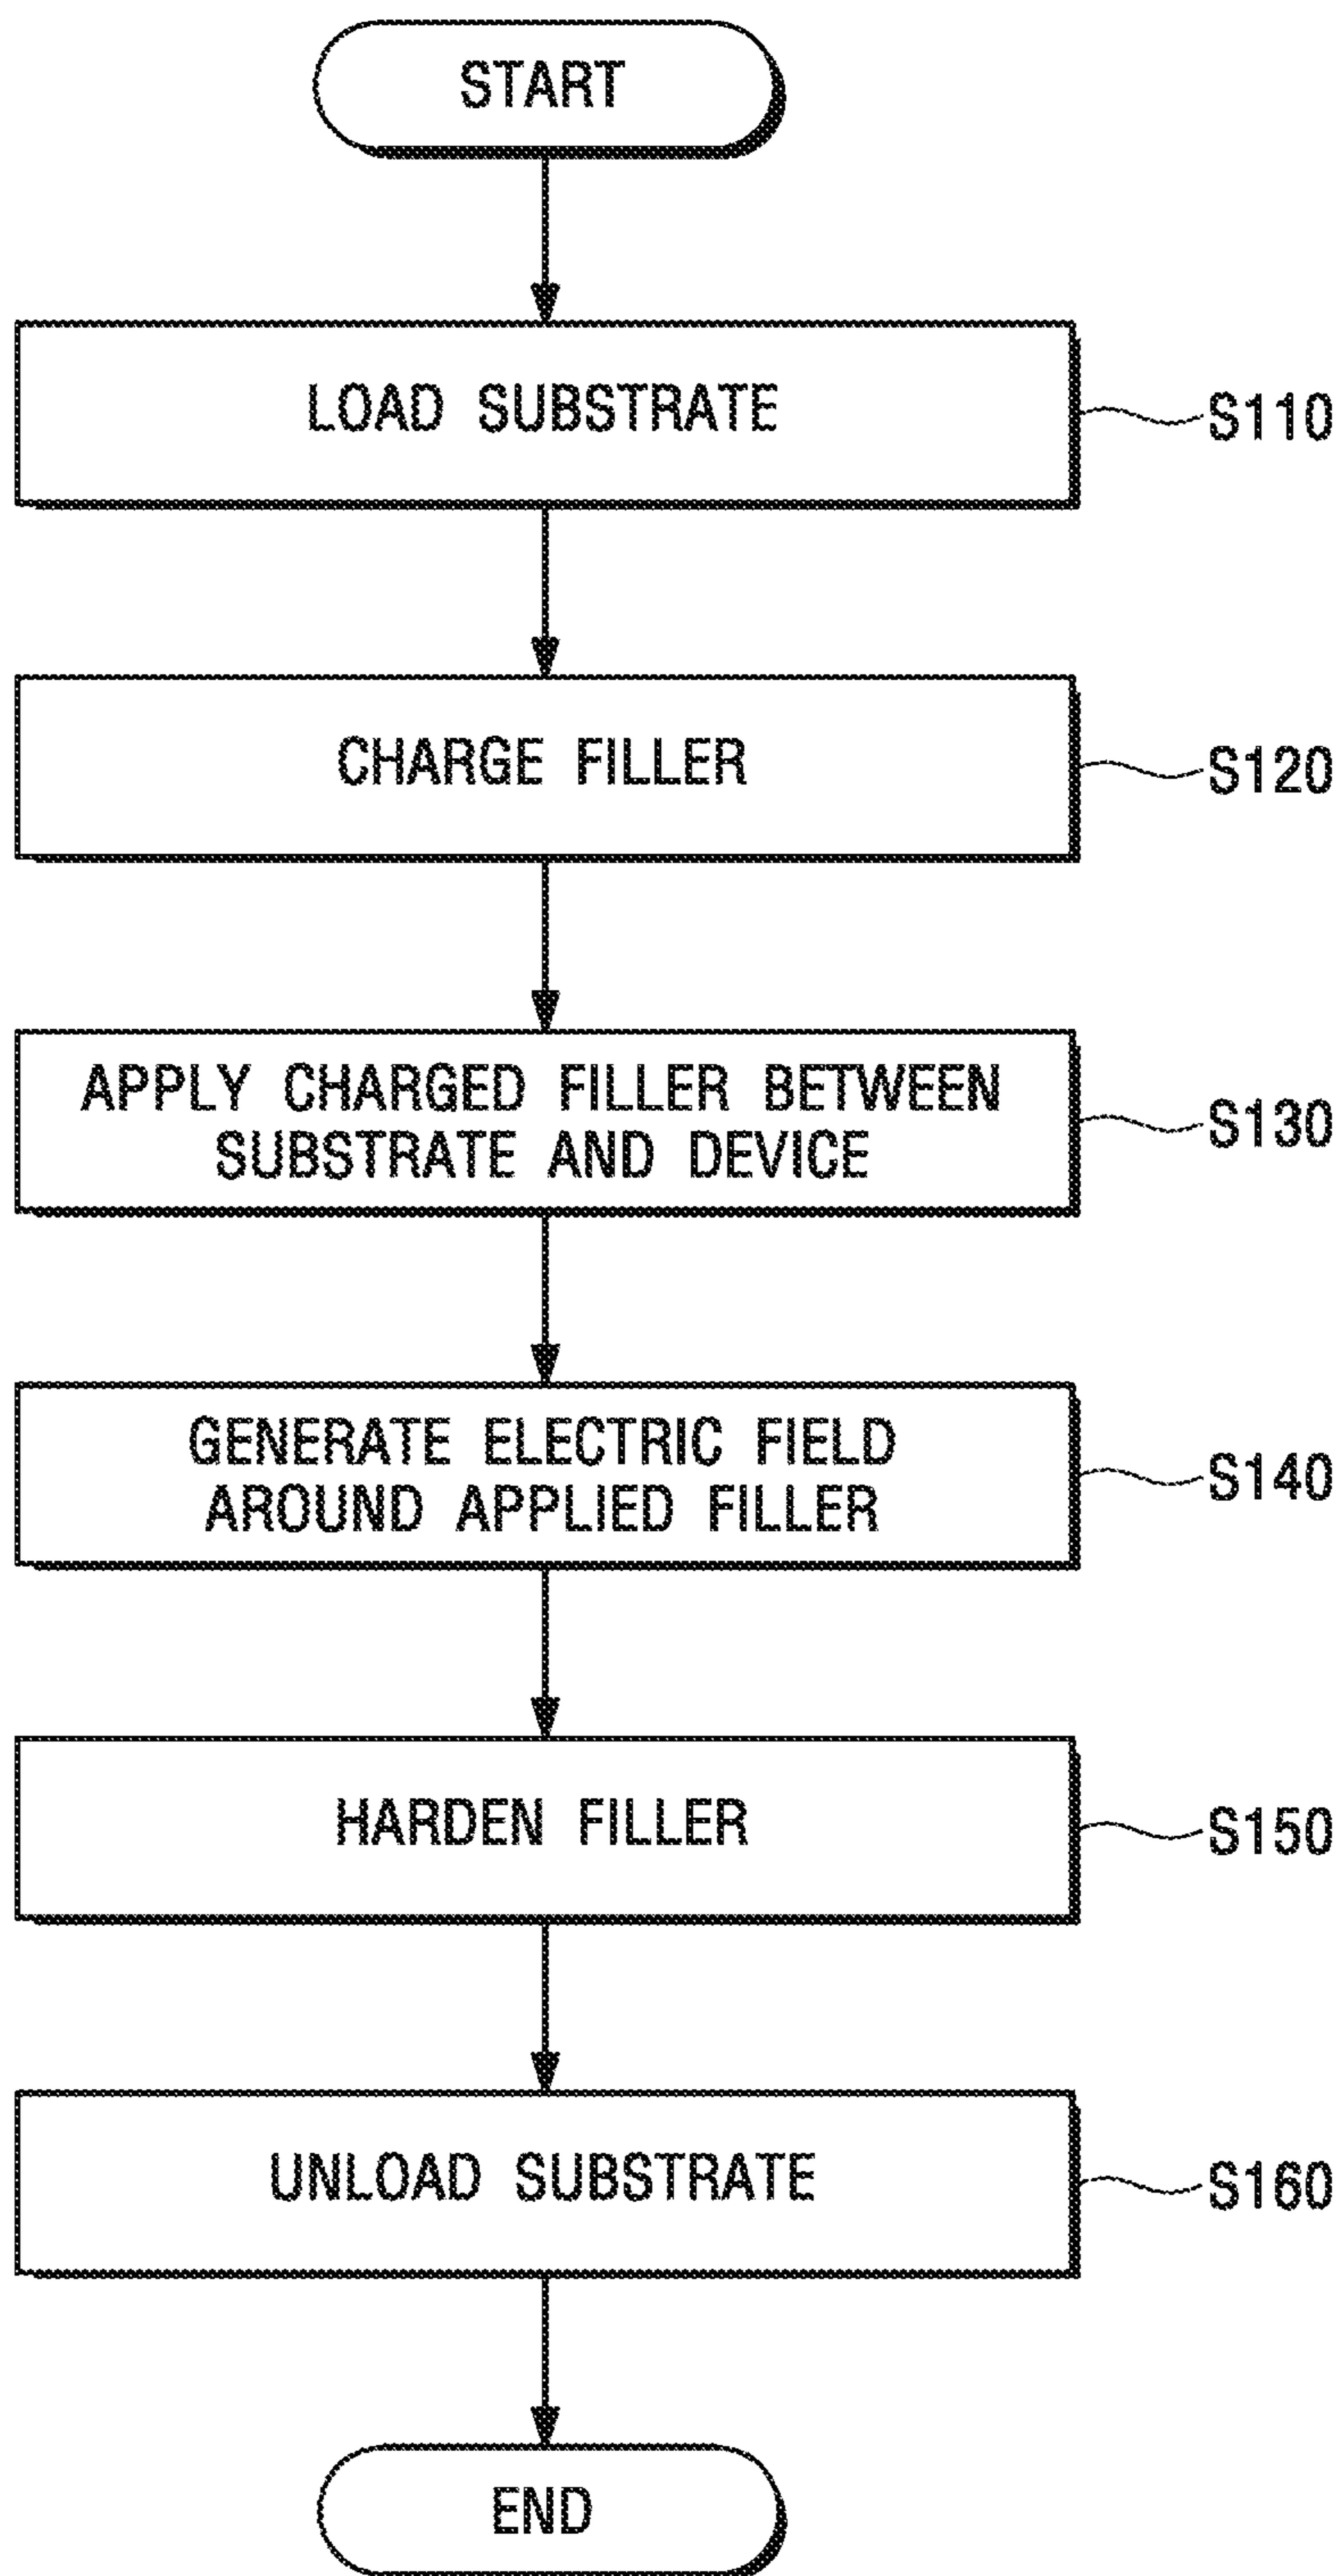 START
LOAD SUBSTRATE
S110
CHARGE FILLER
S120
APPLY CHARGED FILLER BETWEEN
SUBSTRATE AND DEVICE
S130
GENERATE ELECTRIC FIELD
AROUND APPLIED FILLER
S140
HARDEN FILLER
S150
UNLOAD SUBSTRATE
S160
END